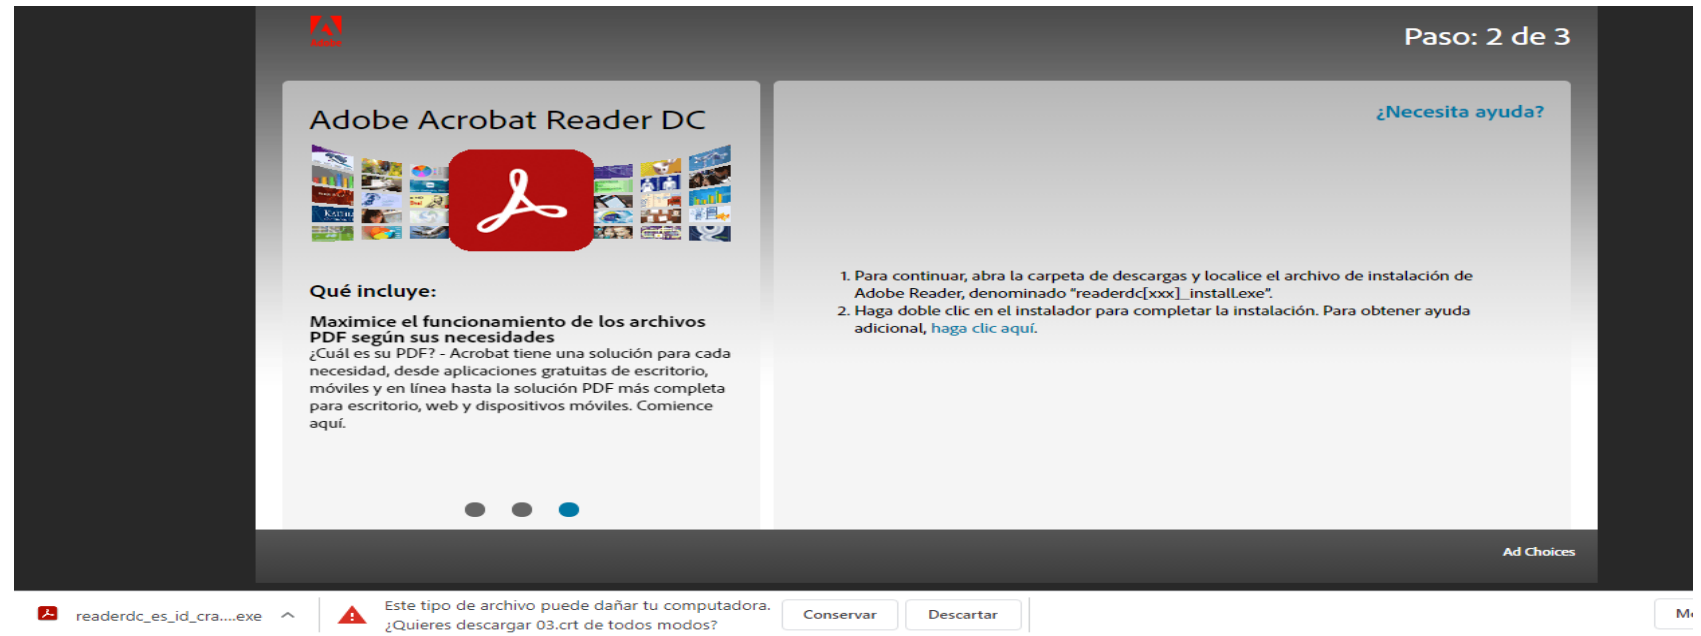 Adobe
Paso: 2 de 3
Adobe Acrobat Reader DC
Qué incluye:
Maximice el funcionamiento de los archivos
PDF según sus necesidades
¿Cuál es su PDF? - Acrobat tiene una solución para cada
necesidad, desde aplicaciones gratuitas de escritorio,
móviles y en línea hasta la solución PDF más completa
para escritorio, web y dispositivos móviles. Comience
aquí.
¿Necesita ayuda?
1. Para continuar, abra la carpeta de descargas y localice el archivo de instalación de
Adobe Reader, denominado “readerdc[xxx]_install.exe”.
2. Haga doble clic en el instalador para completar la instalación. Para obtener ayuda
adicional, haga clic aquí.
Ad Choices
readerdc_es_id_cra....exe
Este tipo de archivo puede dañar tu computadora.
¿Quieres descargar 03.crt de todos modos?
Conservar
Descartar